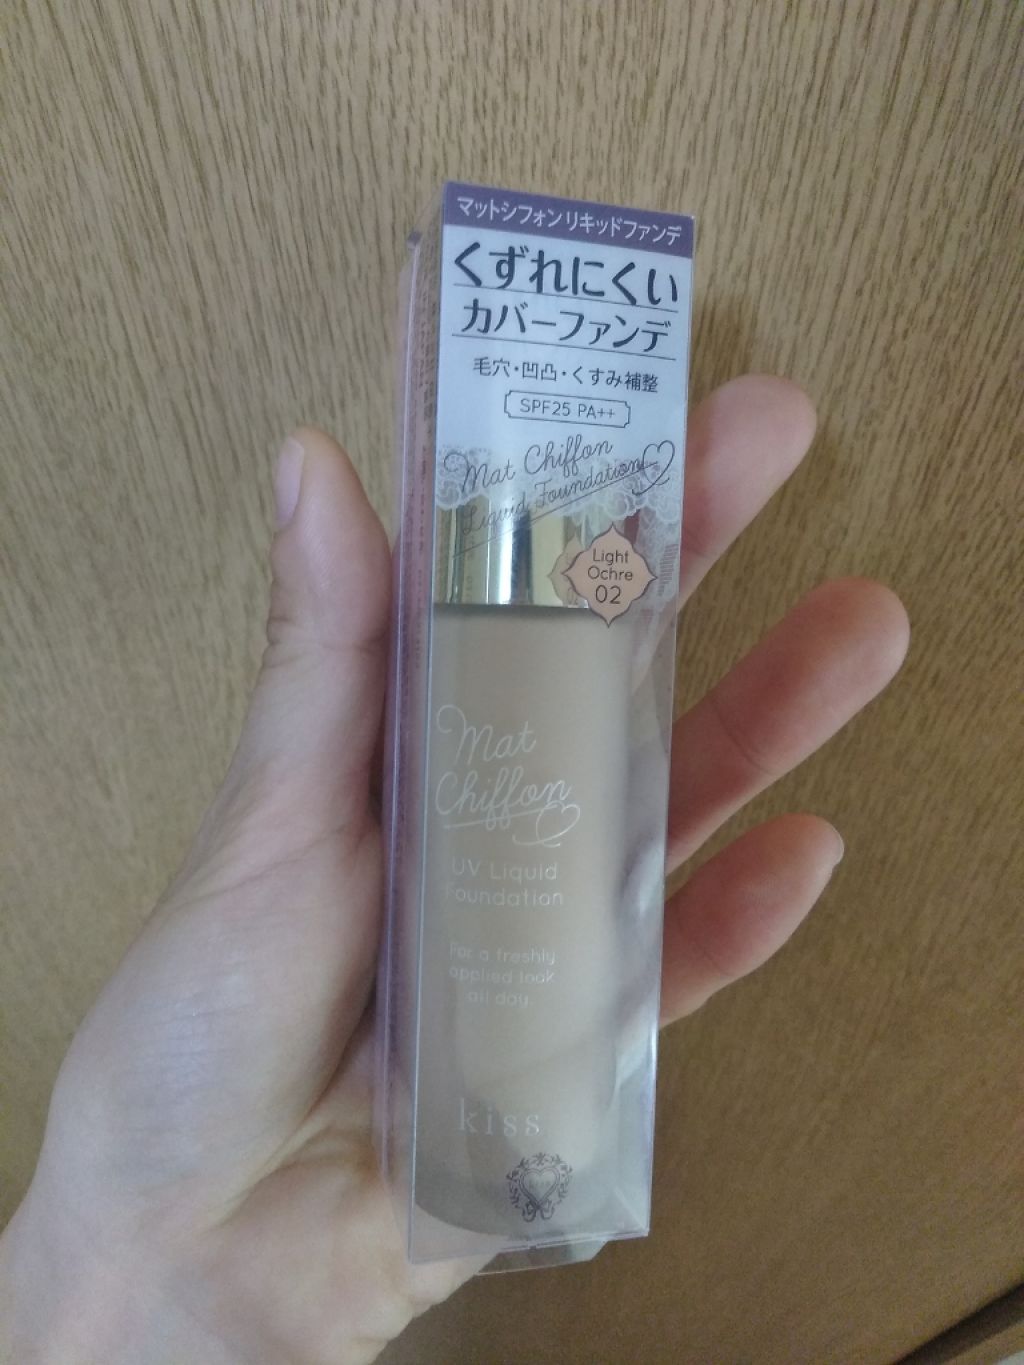 マットシフォン リキッドファンデ
くずれにくい
カバーファンデ
毛穴・凹凸・くすみ補整
SPF25 PA++
Mat Chiffon
Liquid Foundation
Light
Ochre
02
Mat
Chiffon
UV Liquid
Foundation
For a freshly
applied look
all day.
kiss